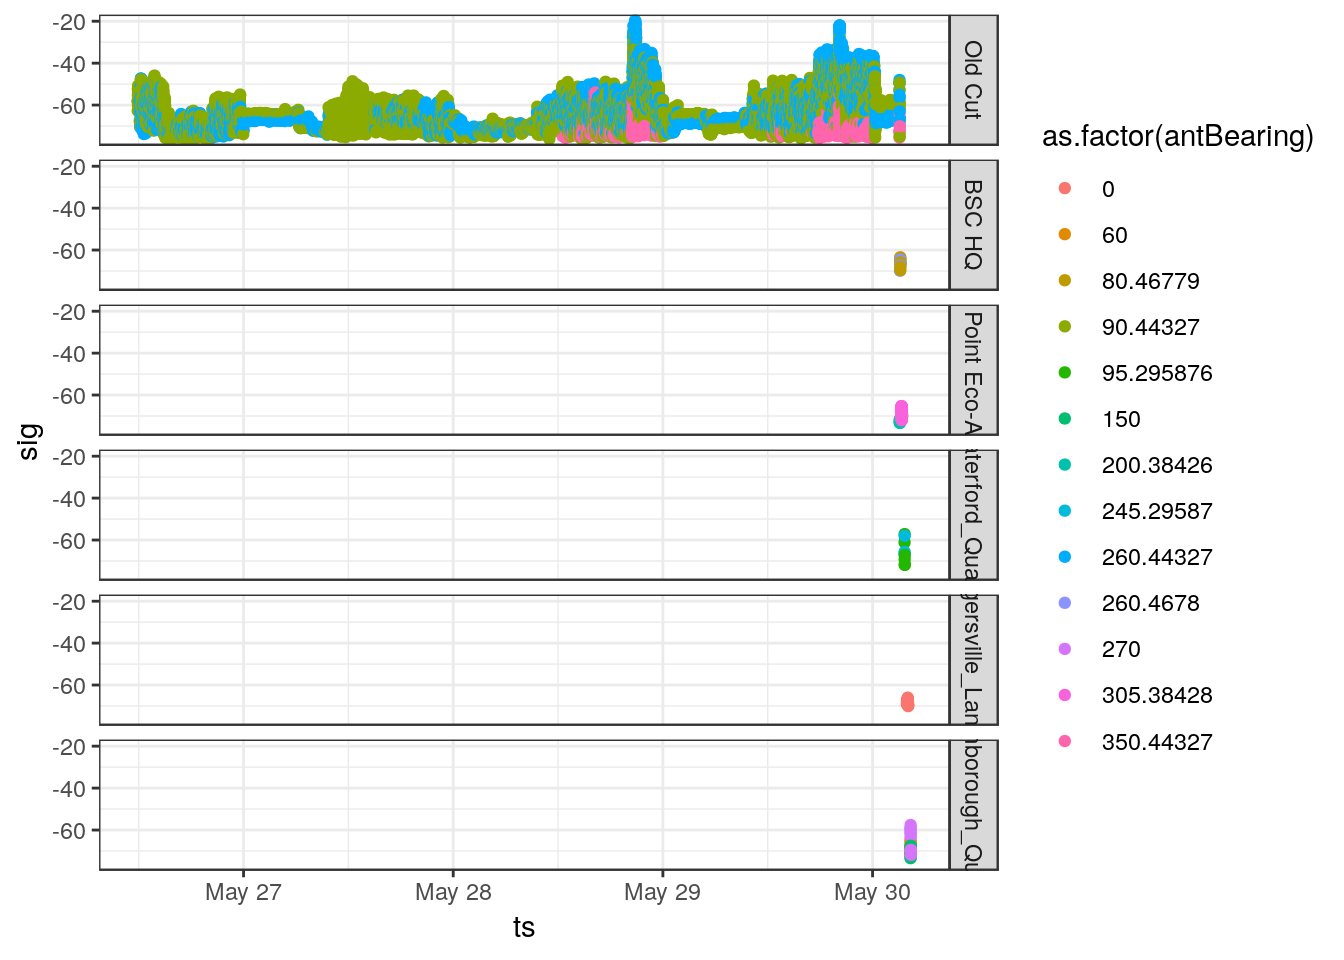 -20
-40
-60
Old Cut
-20
-40
-60
BSC HQ
-20
-40
-60
Point Eco-A
-20
-40
-60
terford_Qua
-20
-40
-60
gersville_Lan
-20
-40
-60
nborough_Qu
May 27
May 28
May 29
May 30
ts
sig
as.factor(antBearing)
0
60
80.46779
90.44327
95.295876
150
200.38426
245.29587
260.44327
260.4678
270
305.38428
350.44327